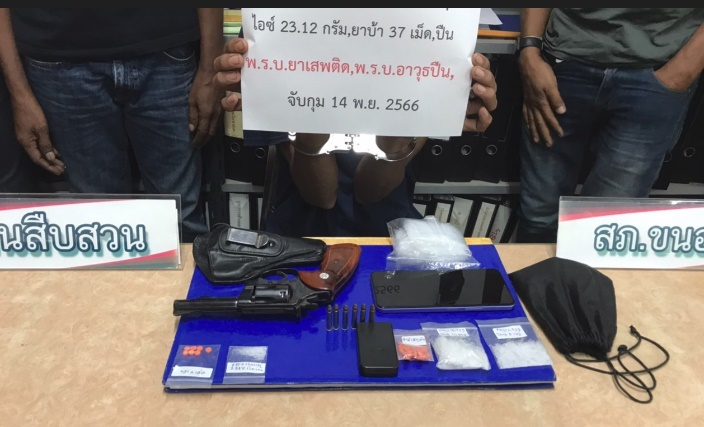 ไอซ์ 23.12 กรัม,ยาบ้า 37 เม็ด,ปืน
พ.ร.บ.ยาเสพติด,พ.ร.บ.อาวุธปืน,
จับกุม 14 พ.ย. 2566
นสืบสวน
สภ.ขนอ